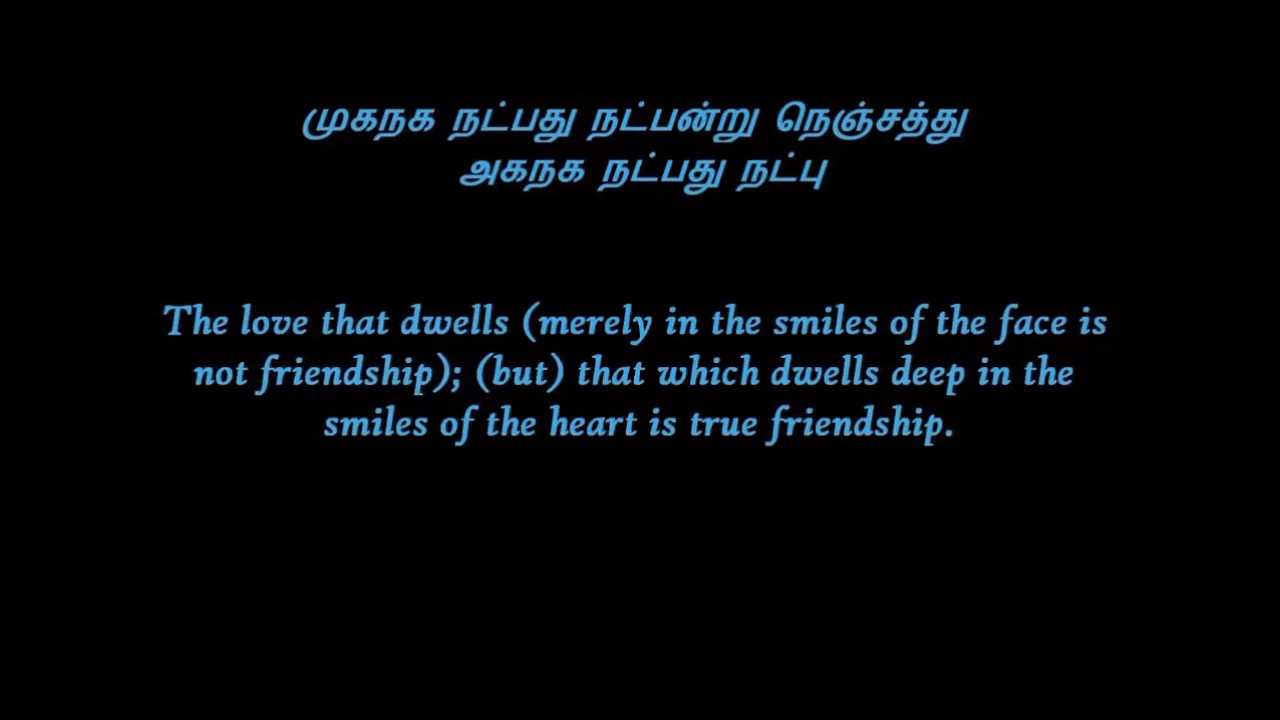 முகநக நட்பது நட்பன்று நெஞ்சத்து
அகநக நட்பது நட்பு
The love that dwells (merely in the smiles of the face is
not friendship); (but) that which dwells deep in the
smiles of the heart is true friendship.